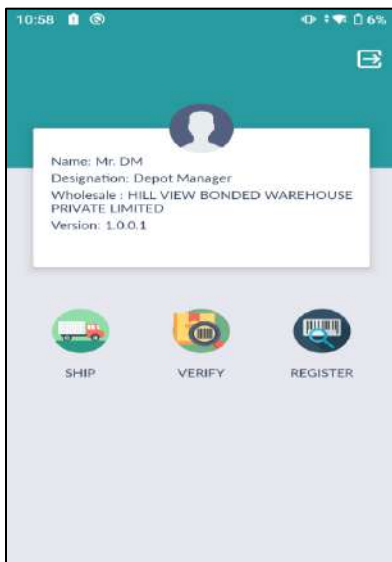 10:58 6%
Name: Mr. DM
Designation: Depot Manager
Wholesale : HILL VIEW BONDED WAREHOUSE
PRIVATE LIMITED
Version: 1.0.0.1
SHIP VERIFY REGISTER